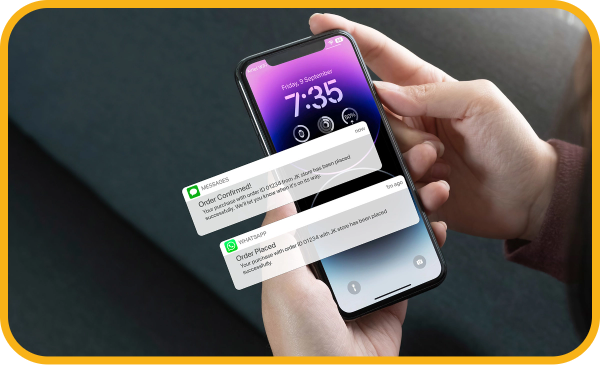 Friday, 9 September
7:35
MESSAGES
now
Order Confirmed!
Your purchase with order ID 01234 from JK store has been placed
successfully. We'll let you know when it's on its way.
WHATSAPP
1m ago
Order Placed
Your purchase with order ID 01234 with JK store has been placed
successfully.